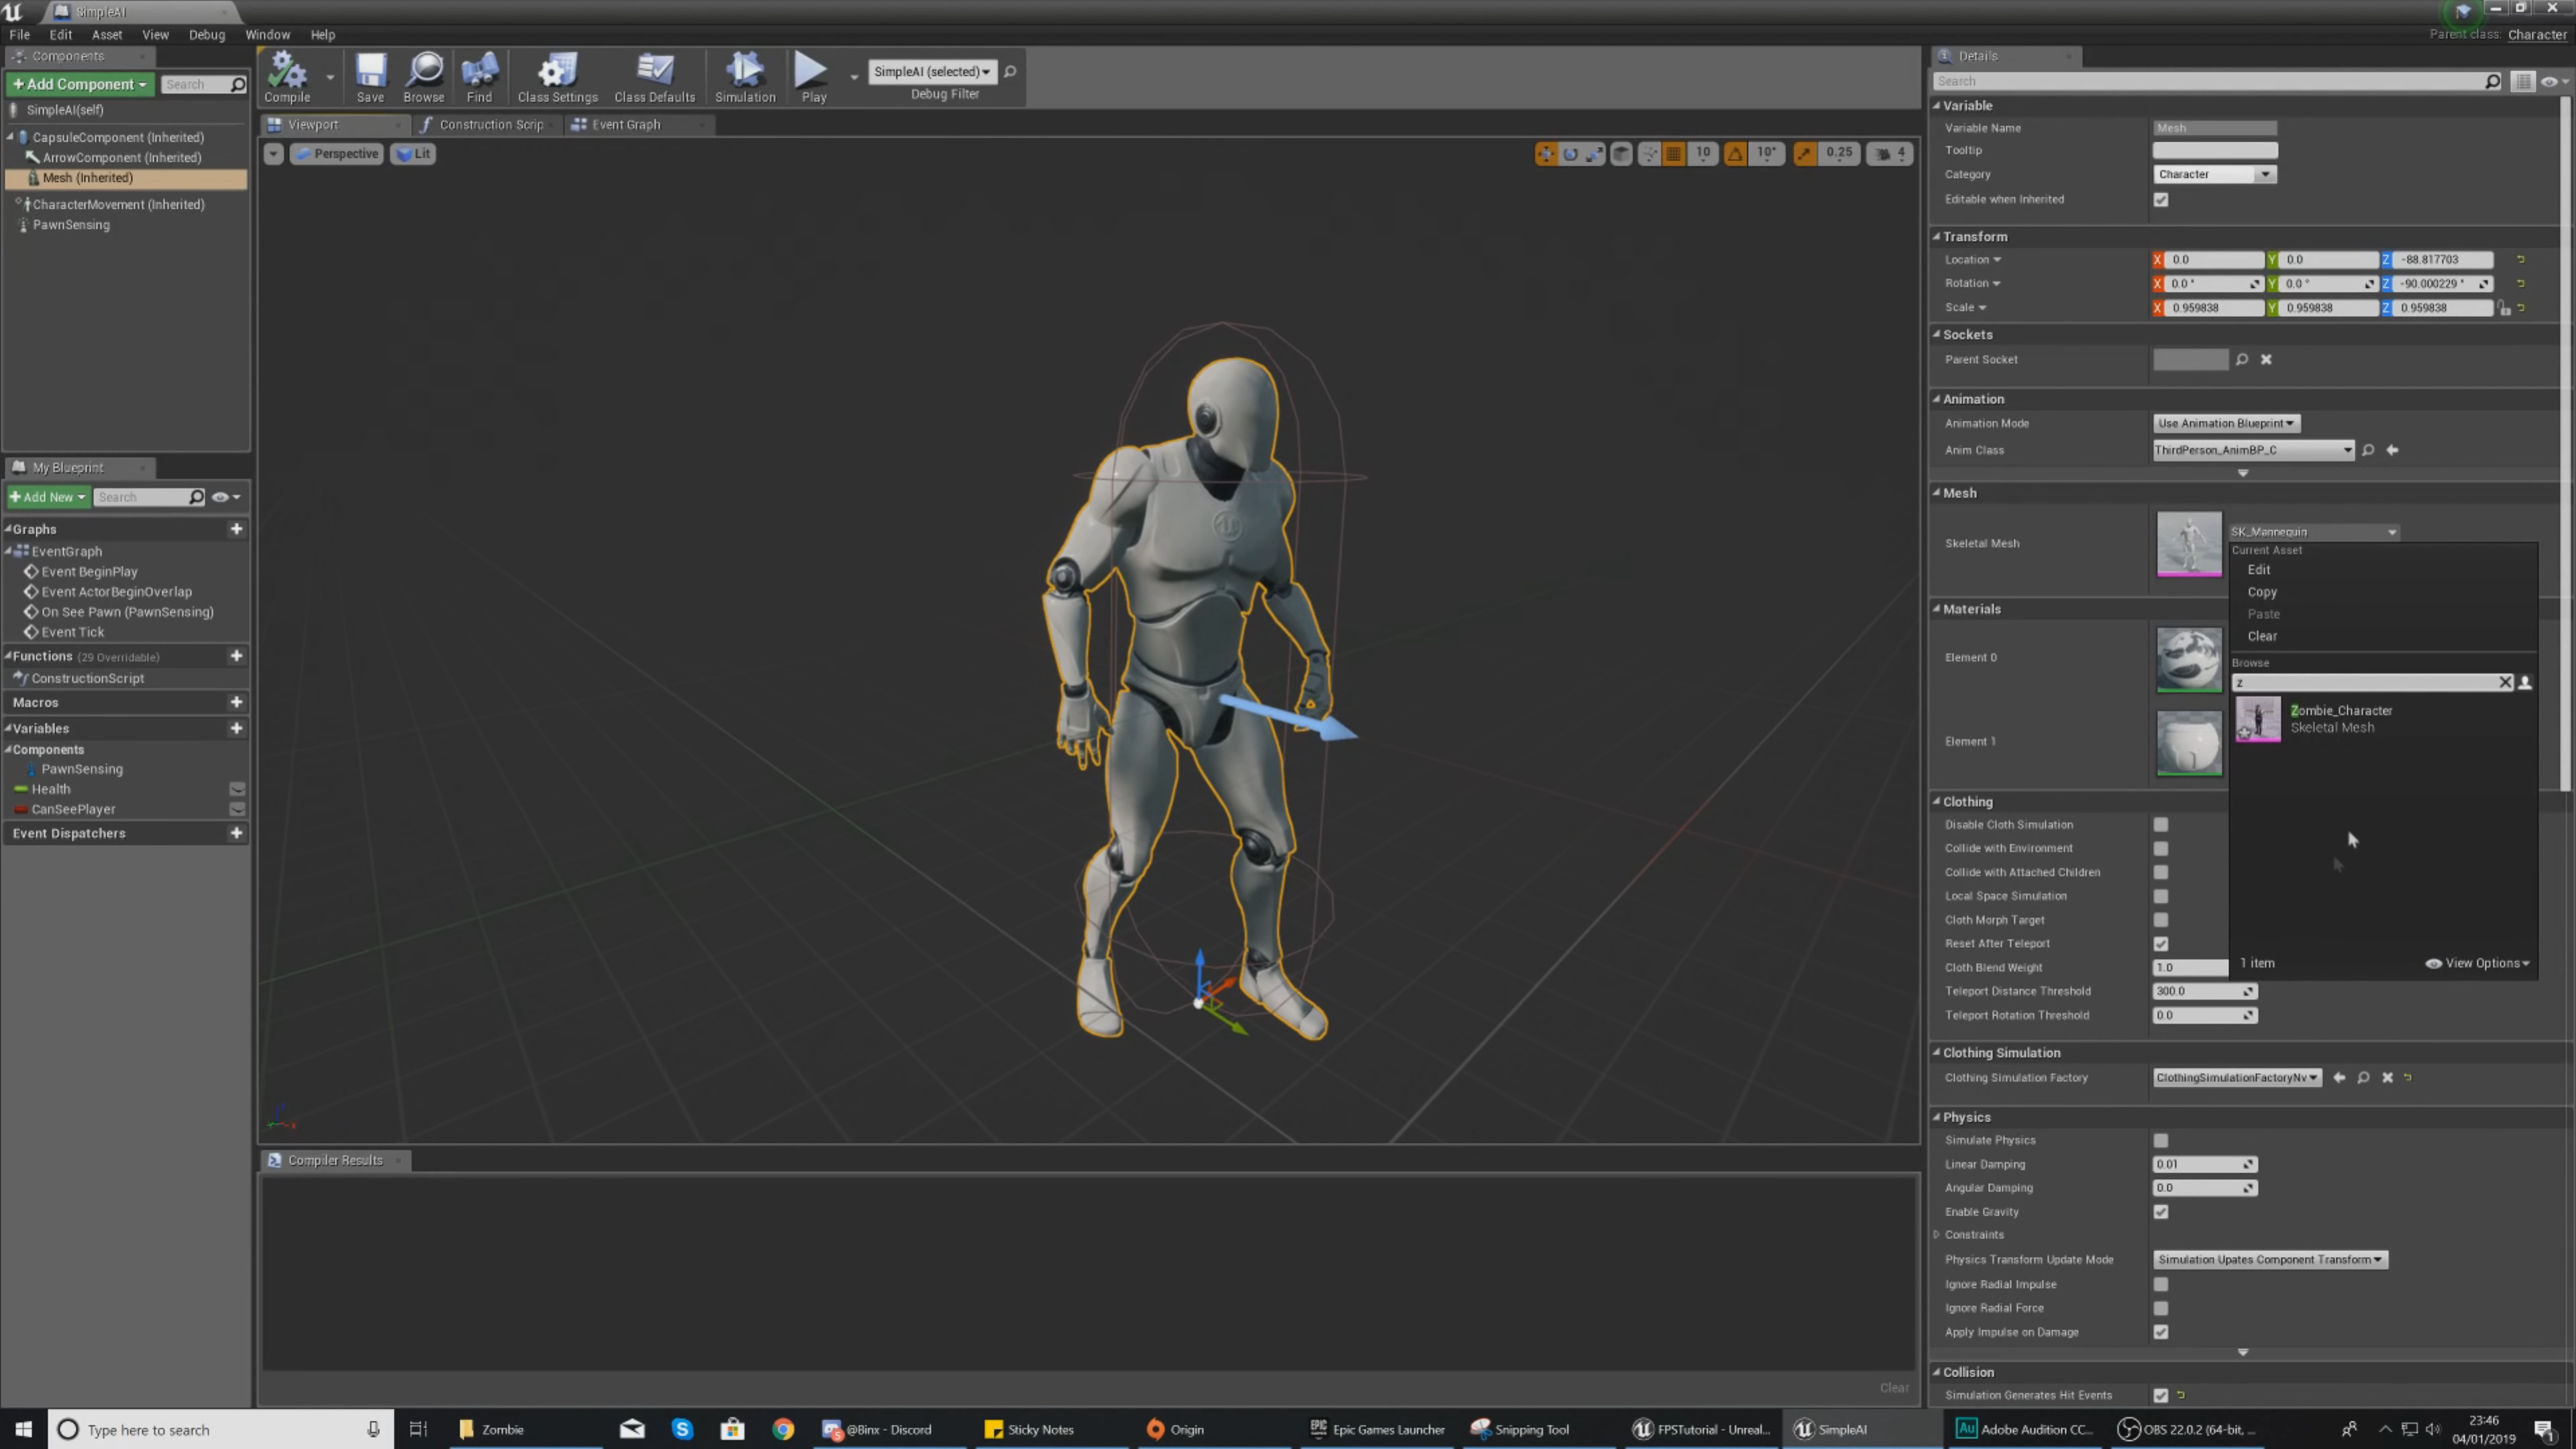 SimpleAI
File Edit Asset View Debug Window Help
Parent class: Character
Components
+ Add Component Search
SimpleAI(self)
CapsuleComponent (Inherited)
ArrowComponent (Inherited)
Mesh (Inherited)
CharacterMovement (Inherited)
PawnSensing
My Blueprint
+ Add New Search
Graphs
EventGraph
Event BeginPlay
Event ActorBeginOverlap
On See Pawn (PawnSensing)
Event Tick
Functions (29 Overridable)
ConstructionScript
Macros
Variables
Components
PawnSensing
Health
CanSeePlayer
Event Dispatchers
Compile Save Browse Find Class Settings Class Defaults Simulation Play
SimpleAI (selected)
Debug Filter
Viewport Construction Scrip Event Graph
Perspective Lit
10 10° 0.25 4
Compiler Results
Clear
Details
Search
Variable
Variable Name Mesh
Tooltip
Category Character
Editable when Inherited
Transform
Location X 0.0 Y 0.0 Z -88.817703
Rotation X 0.0 ° Y 0.0 ° Z -90.000229 °
Scale X 0.959838 Y 0.959838 Z 0.959838
Sockets
Parent Socket
Animation
Animation Mode Use Animation Blueprint
Anim Class ThirdPerson_AnimBP_C
Mesh
Skeletal Mesh SK_Mannequin
Current Asset
Edit
Copy
Paste
Clear
Browse
z
Zombie_Character
Skeletal Mesh
1 item View Options
Materials
Element 0
Element 1
Clothing
Disable Cloth Simulation
Collide with Environment
Collide with Attached Children
Local Space Simulation
Cloth Morph Target
Reset After Teleport
Cloth Blend Weight 1.0
Teleport Distance Threshold 300.0
Teleport Rotation Threshold 0.0
Clothing Simulation
Clothing Simulation Factory ClothingSimulationFactoryNv
Physics
Simulate Physics
Linear Damping 0.01
Angular Damping 0.0
Enable Gravity
Constraints
Physics Transform Update Mode Simulation Upates Component Transform
Ignore Radial Impulse
Ignore Radial Force
Apply Impulse on Damage
Collision
Simulation Generates Hit Events
Type here to search
Zombie
@Binx - Discord
Sticky Notes
Origin
Epic Games Launcher
Snipping Tool
FPSTutorial - Unreal...
SimpleAI
Au Adobe Audition CC...
OBS 22.0.2 (64-bit, ...
23:46
04/01/2019